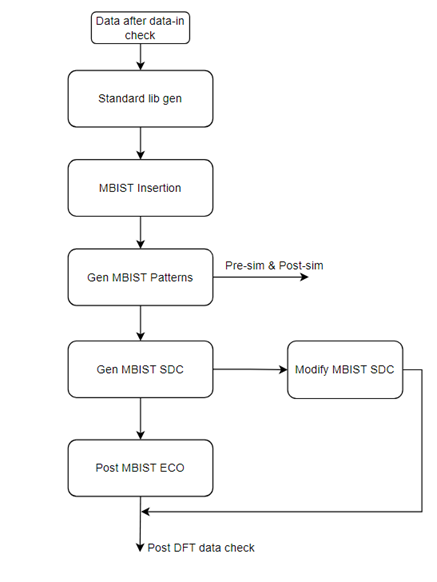 Data after data-in
check
Standard lib gen
MBIST Insertion
Gen MBIST Patterns
Pre-sim & Post-sim
Gen MBIST SDC
Modify MBIST SDC
Post MBIST ECO
Post DFT data check